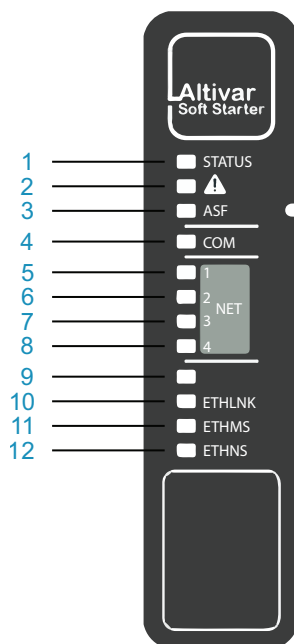 Altivar
Soft Starter
1 STATUS
2
3 ASF
4 COM
5 1
6 2
NET
7 3
8 4
9
10 ETHLNK
11 ETHMS
12 ETHNS